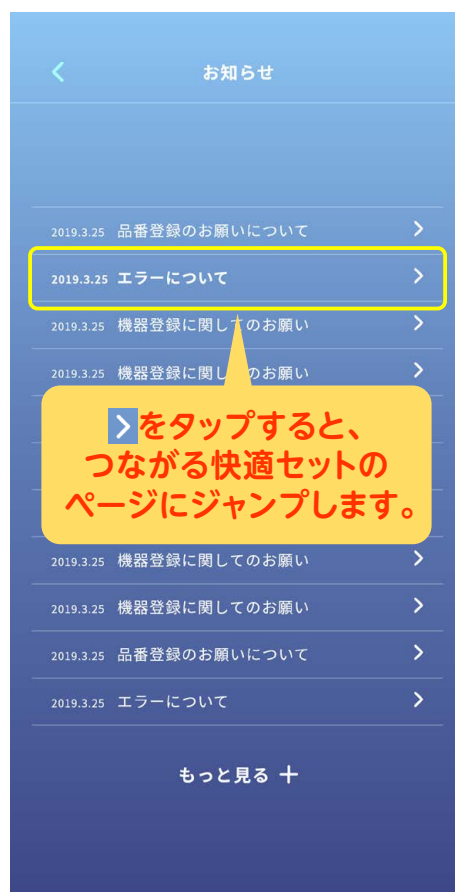 お知らせ
2019.3.25 品番登録のお願いについて
2019.3.25 エラーについて
2019.3.25 機器登録に関してのお願い
2019.3.25 機器登録に関してのお願い
>をタップすると、
つながる快適セットの
ページにジャンプします。
2019.3.25 機器登録に関してのお願い
2019.3.25 機器登録に関してのお願い
2019.3.25 品番登録のお願いについて
2019.3.25 エラーについて
もっと見る +